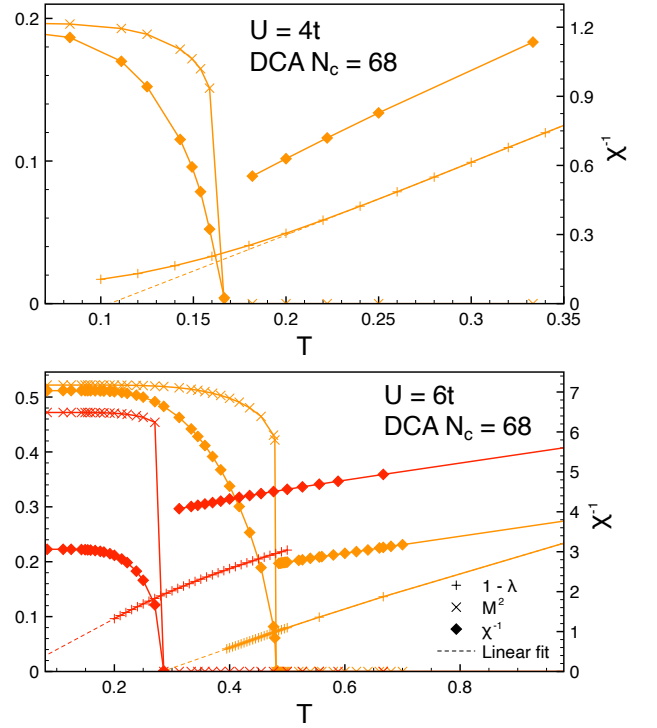 U = 4t
DCA N_c = 68
0.2
0.1
0
1.2
0.9
0.6
0.3
0
χ⁻¹
0.1 0.15 0.2 0.25 0.3 0.35
T
U = 6t
DCA N_c = 68
0.5
0.4
0.3
0.2
0.1
0
7
6
5
4
3
2
1
0
χ⁻¹
1 - λ
M²
χ⁻¹
Linear fit
0.2 0.4 0.6 0.8
T